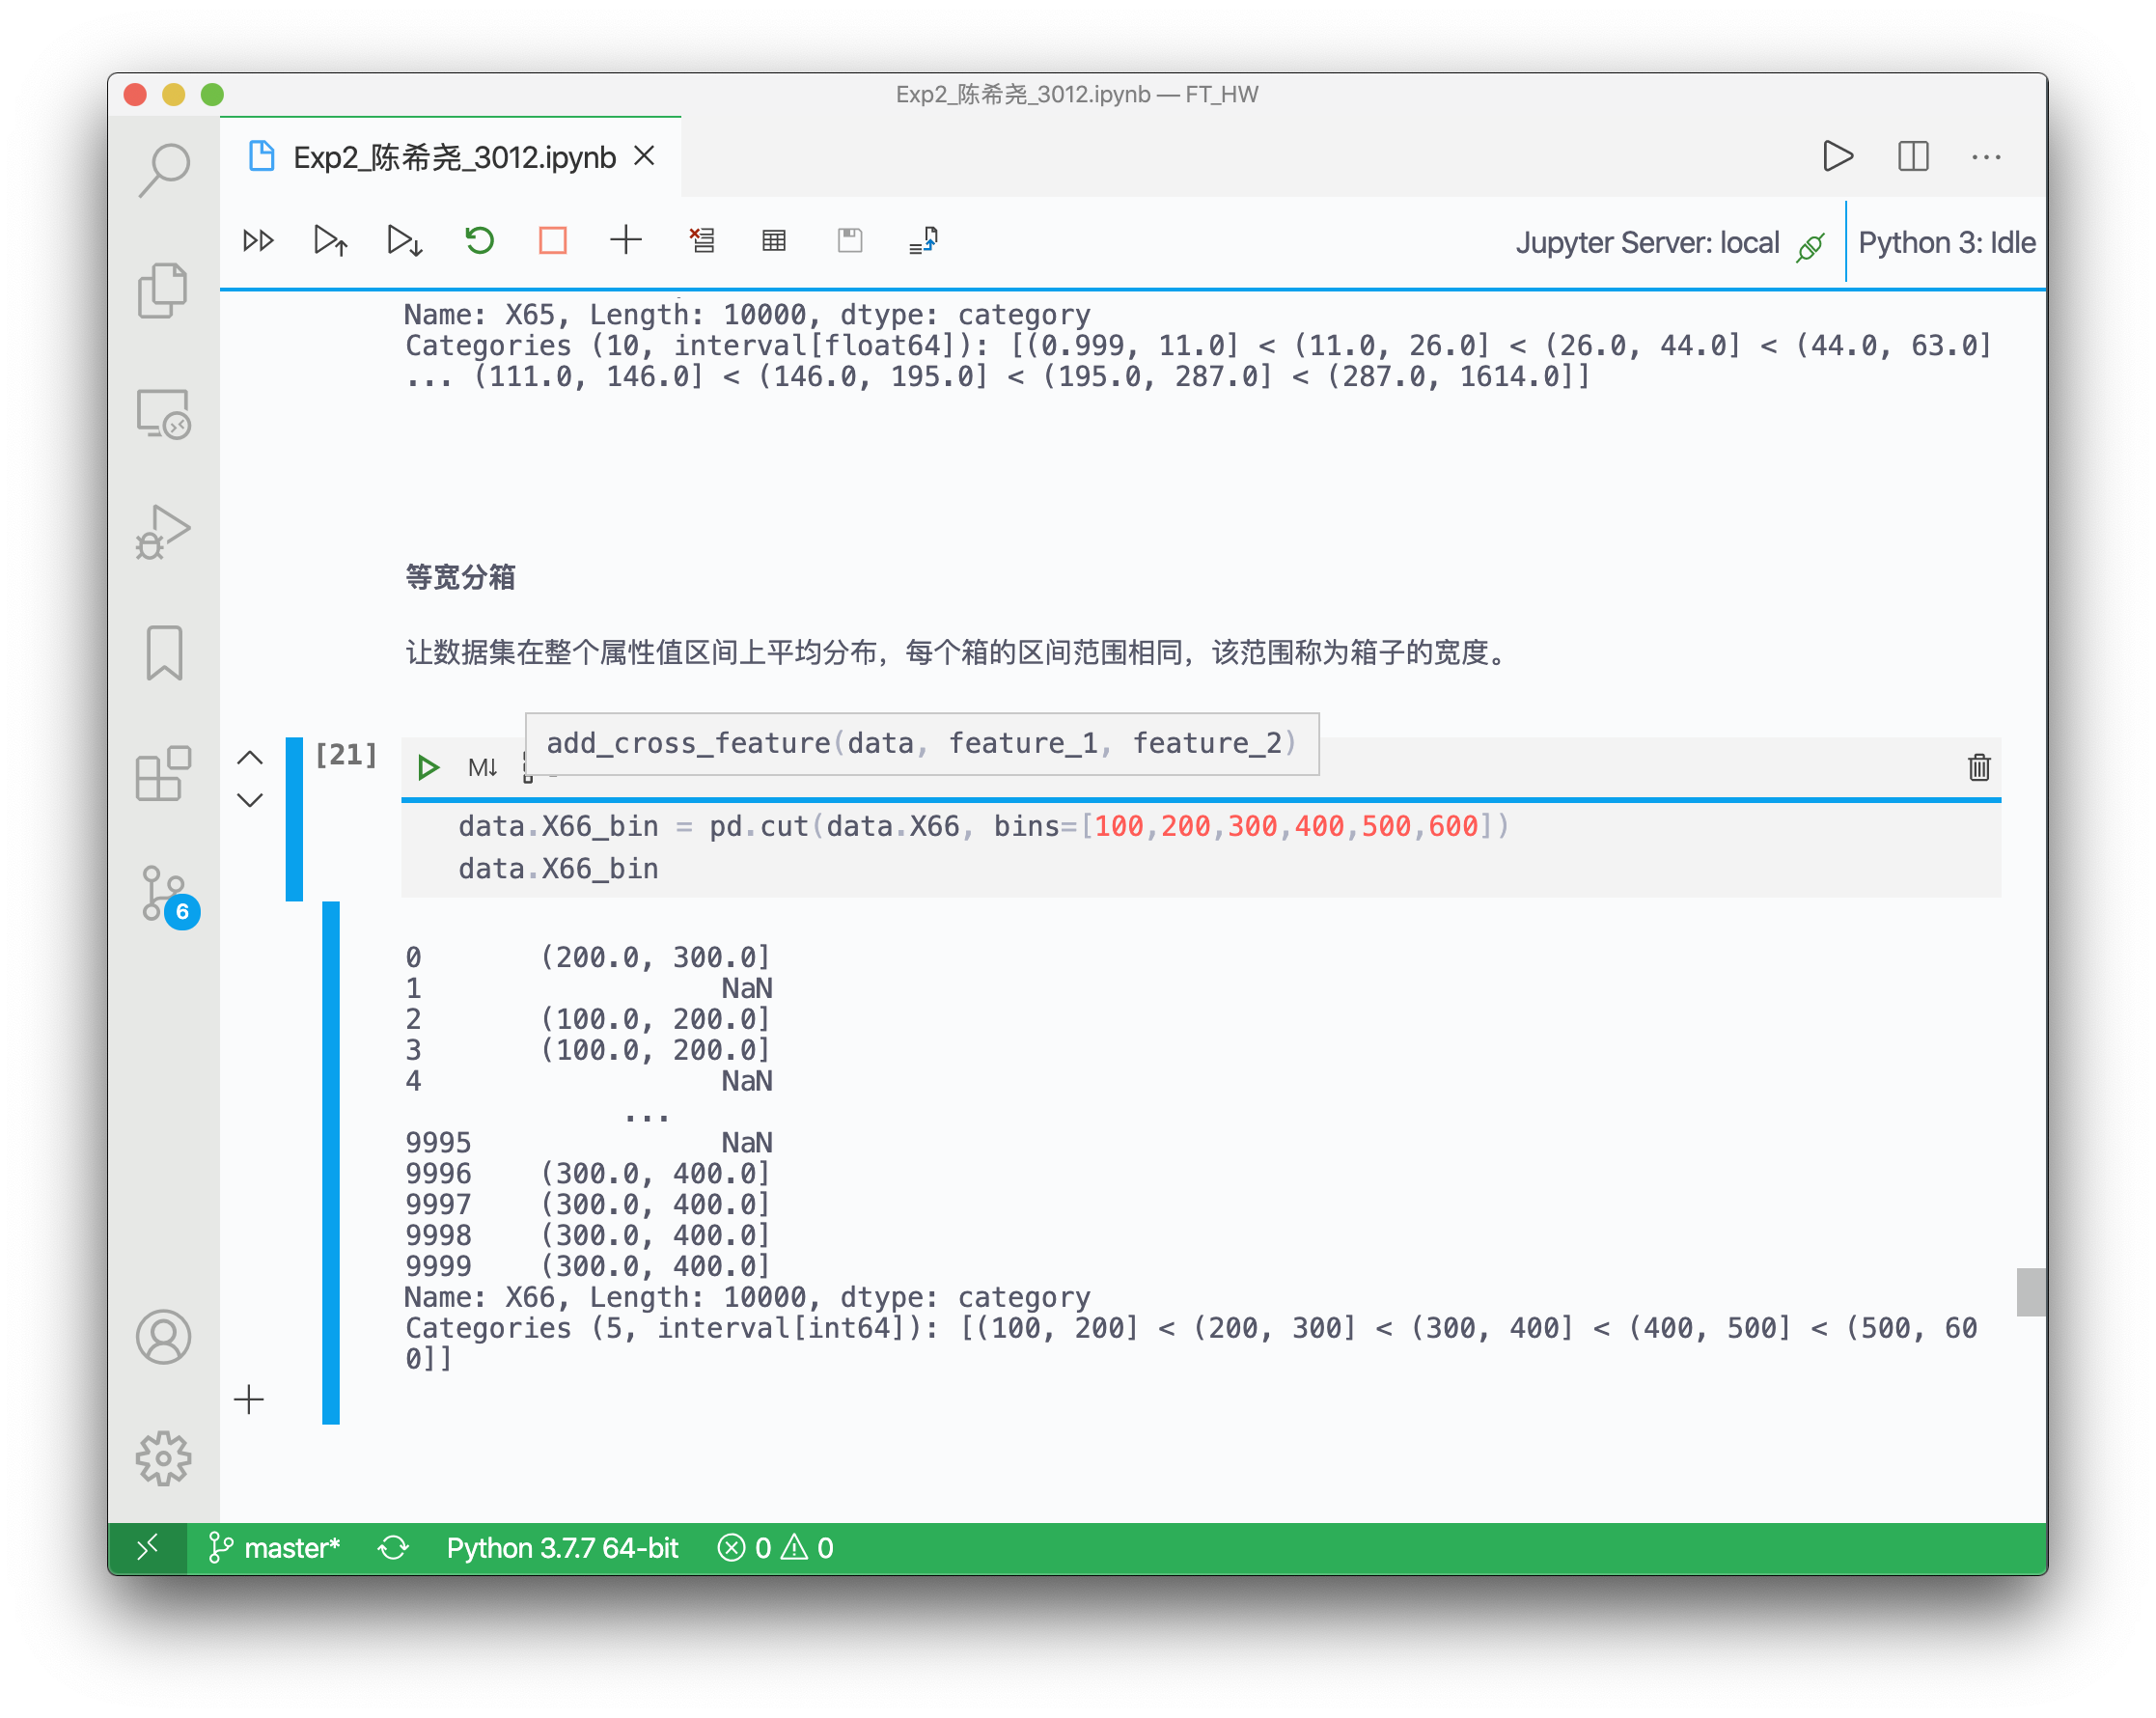 Exp2_陈希尧_3012.ipynb — FT_HW
Exp2_陈希尧_3012.ipynb
Jupyter Server: local
Python 3: Idle
Name: X65, Length: 10000, dtype: category
Categories (10, interval[float64]): [(0.999, 11.0] < (11.0, 26.0] < (26.0, 44.0] < (44.0, 63.0]
... (111.0, 146.0] < (146.0, 195.0] < (195.0, 287.0] < (287.0, 1614.0]]
等宽分箱
让数据集在整个属性值区间上平均分布，每个箱的区间范围相同，该范围称为箱子的宽度。
add_cross_feature(data, feature_1, feature_2)
[21]
M↓
data.X66_bin = pd.cut(data.X66, bins=[100,200,300,400,500,600])
data.X66_bin
6
0 (200.0, 300.0]
1 NaN
2 (100.0, 200.0]
3 (100.0, 200.0]
4 NaN
...
9995 NaN
9996 (300.0, 400.0]
9997 (300.0, 400.0]
9998 (300.0, 400.0]
9999 (300.0, 400.0]
Name: X66, Length: 10000, dtype: category
Categories (5, interval[int64]): [(100, 200] < (200, 300] < (300, 400] < (400, 500] < (500, 60
0]]
master* Python 3.7.7 64-bit 0 0